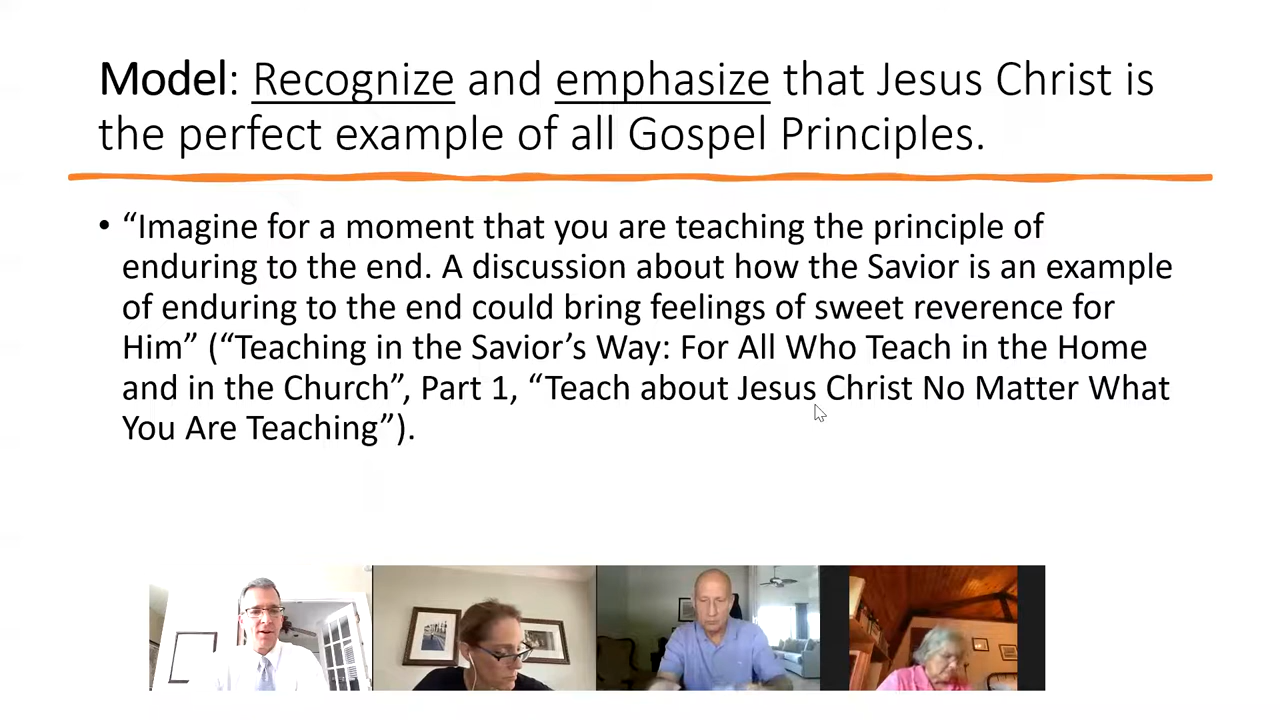 Model: Recognize and emphasize that Jesus Christ is
the perfect example of all Gospel Principles.
• “Imagine for a moment that you are teaching the principle of
enduring to the end. A discussion about how the Savior is an example
of enduring to the end could bring feelings of sweet reverence for
Him” (“Teaching in the Savior’s Way: For All Who Teach in the Home
and in the Church”, Part 1, “Teach about Jesus Christ No Matter What
You Are Teaching”).